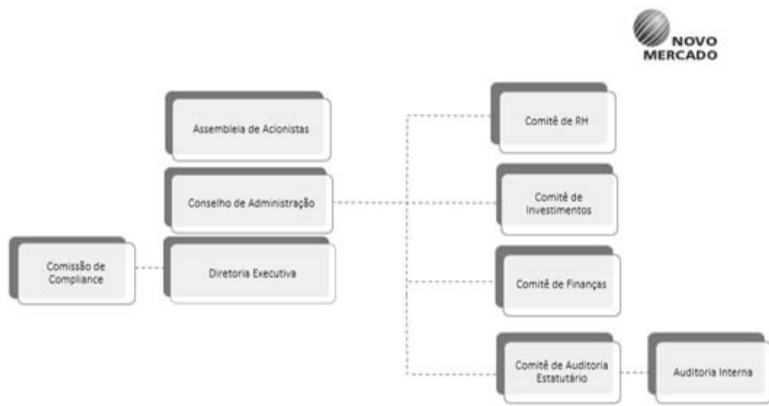 NOVO
MERCADO
Assembleia de Acionistas
Comitê de RH
Conselho de Administração
Comitê de
Investimentos
Comissão de
Compliance
Diretoria Executiva
Comitê de Finanças
Comitê de Auditoria
Estatutário
Auditoria Interna